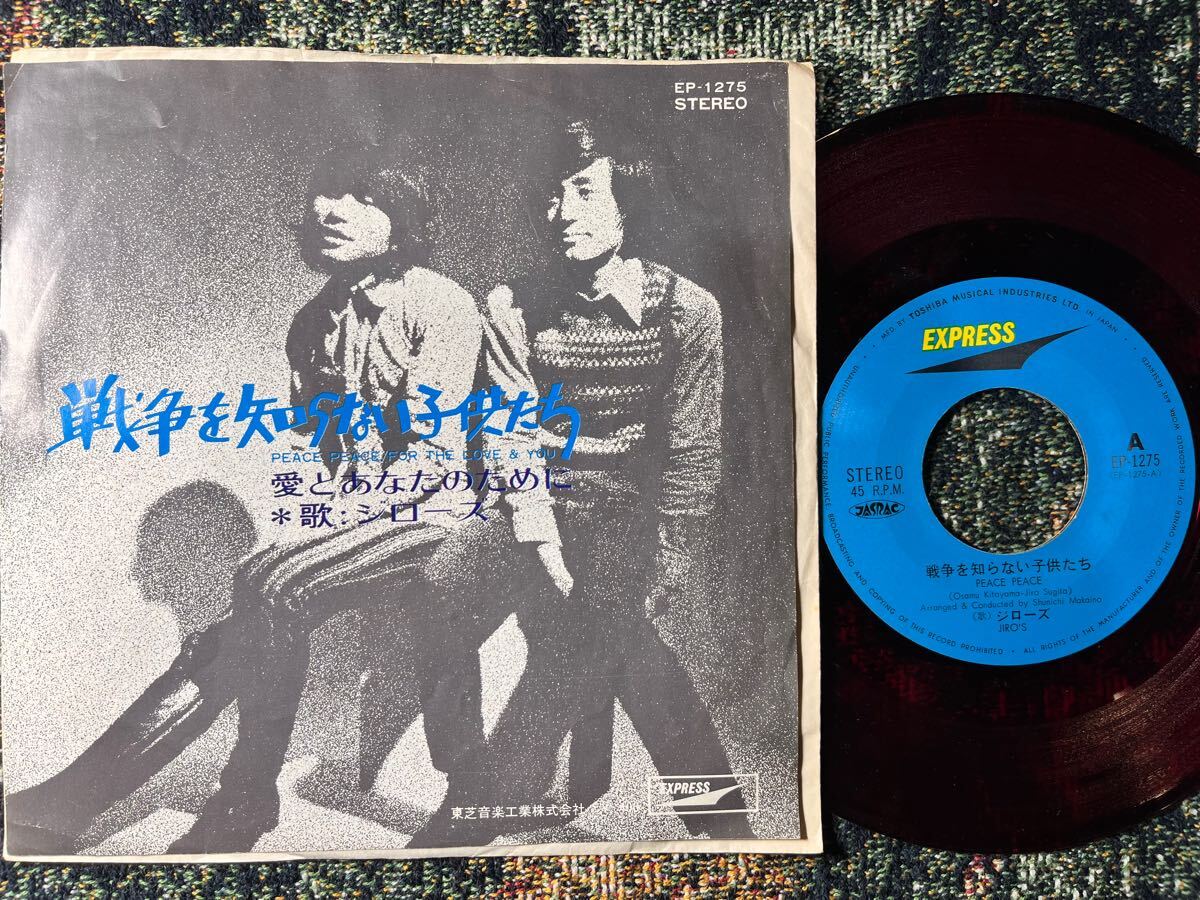 EP-1275
STEREO
戦争を知らない子供たち
PEACE PEACE/FOR THE LOVE & YOU
愛とあなたのために
＊歌：ジローズ
東芝音楽工業株式会社
EXPRESS
MFD. BY TOSHIBA MUSICAL INDUSTRIES LTD. IN JAPAN
EXPRESS
A
EP-1275
STEREO
45 R.P.M.
JASRAC
戦争を知らない子供たち
PEACE PEACE
(Osamu Kitayama-Jiro Sugita)
Arranged & Conducted by Shunichi Makaino
(歌) ジローズ
JIRO'S
UNAUTHORIZED PUBLIC PERFORMANCE BROADCASTING AND COPYING OF THIS RECORD PROHIBITED • ALL RIGHTS OF THE MANUFACTURER AND OF THE OWNER OF THE RECORDED WORK ARE RESERVED